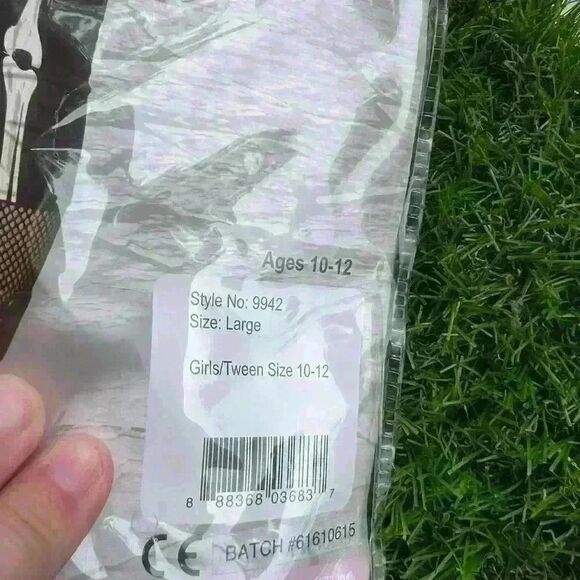 Ages 10-12
Style No: 9942
Size: Large
Girls/Tween Size 10-12
8 88368 03683 7
CE BATCH #61610615